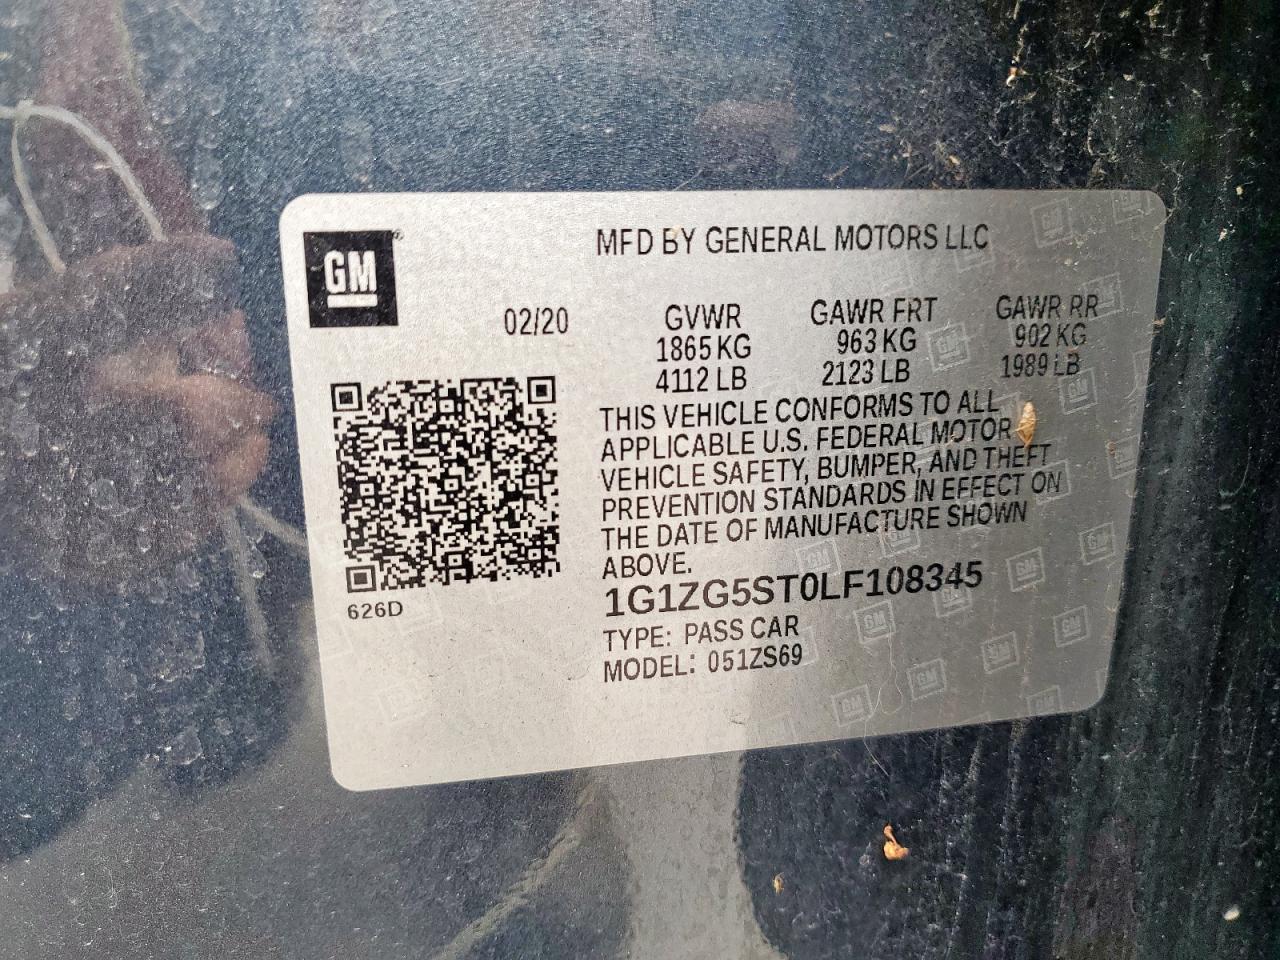 GM
MFD BY GENERAL MOTORS LLC
02/20 GVWR GAWR FRT GAWR RR
1865 KG 963 KG 902 KG
4112 LB 2123 LB 1989 LB
THIS VEHICLE CONFORMS TO ALL
APPLICABLE U.S. FEDERAL MOTOR
VEHICLE SAFETY, BUMPER, AND THEFT
PREVENTION STANDARDS IN EFFECT ON
THE DATE OF MANUFACTURE SHOWN
ABOVE.
626D
1G1ZG5ST0LF108345
TYPE: PASS CAR
MODEL: 051ZS69